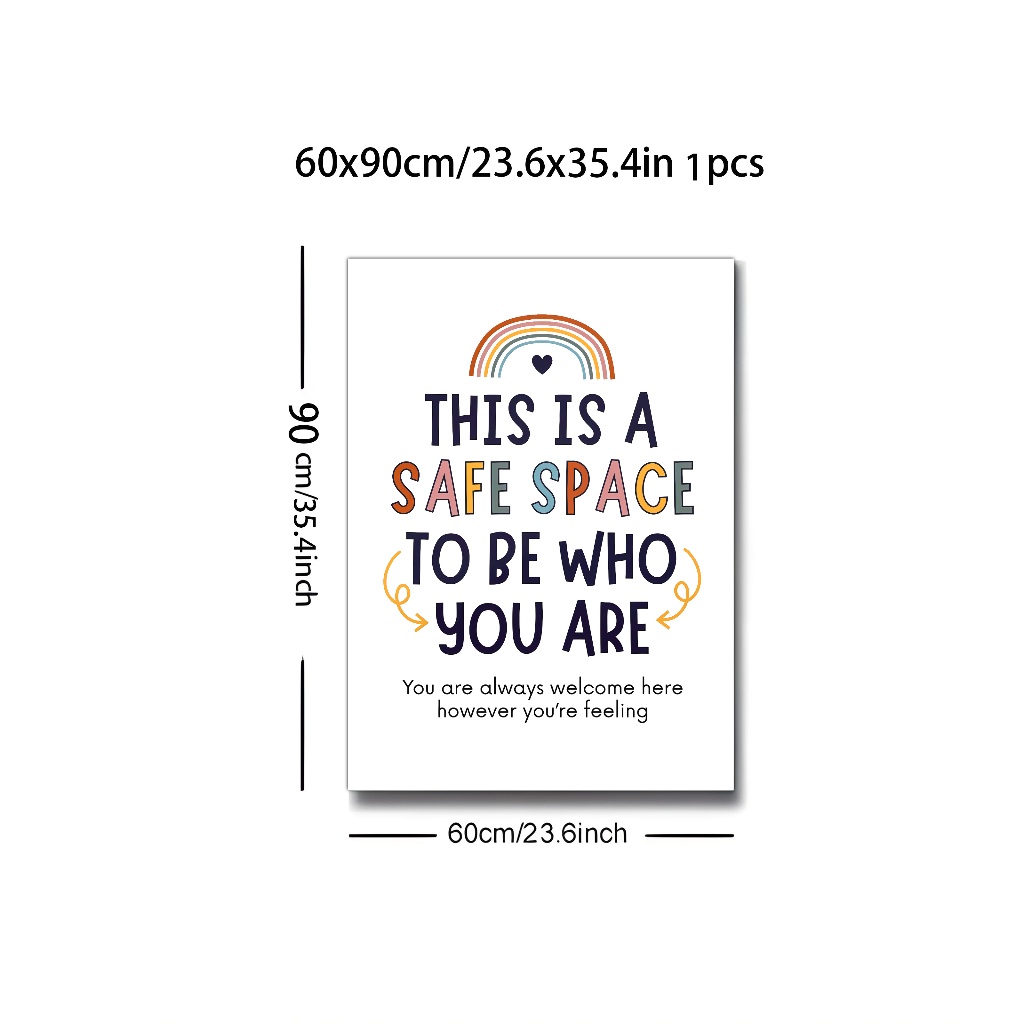 60x90cm/23.6x35.4in 1pcs
90 cm/35.4inch
THIS IS A
SAFE SPACE
TO BE WHO
YOU ARE
You are always welcome here
however you're feeling
60cm/23.6inch